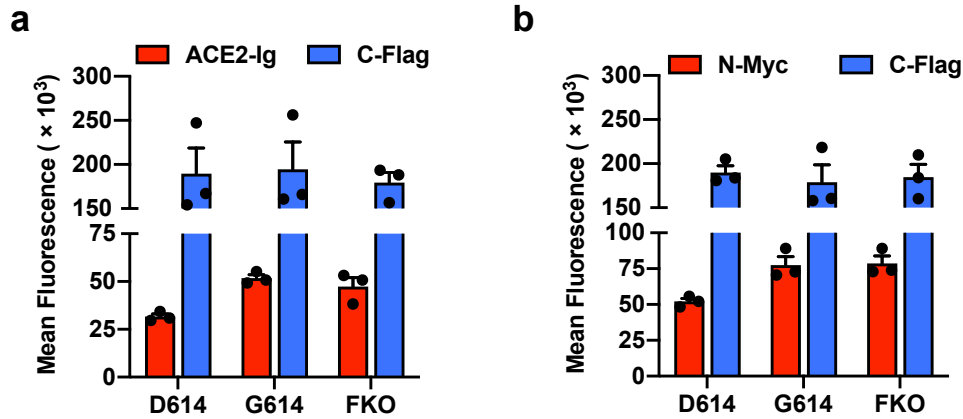 a
ACE2-Ig C-Flag
Mean Fluorescence ( × 10³)
300
250
200
150
75
50
25
0
D614 G614 FKO
b
N-Myc C-Flag
Mean Fluorescence ( × 10³)
300
250
200
150
100
75
50
25
0
D614 G614 FKO